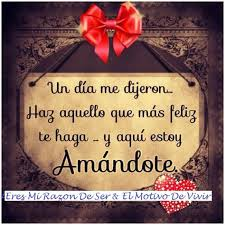 Un día me dijeron..
Haz aquello que más feliz
te haga .. y aquí estoy
Amándote
Eres Mi Razon De Ser & El Motivo De Vivir